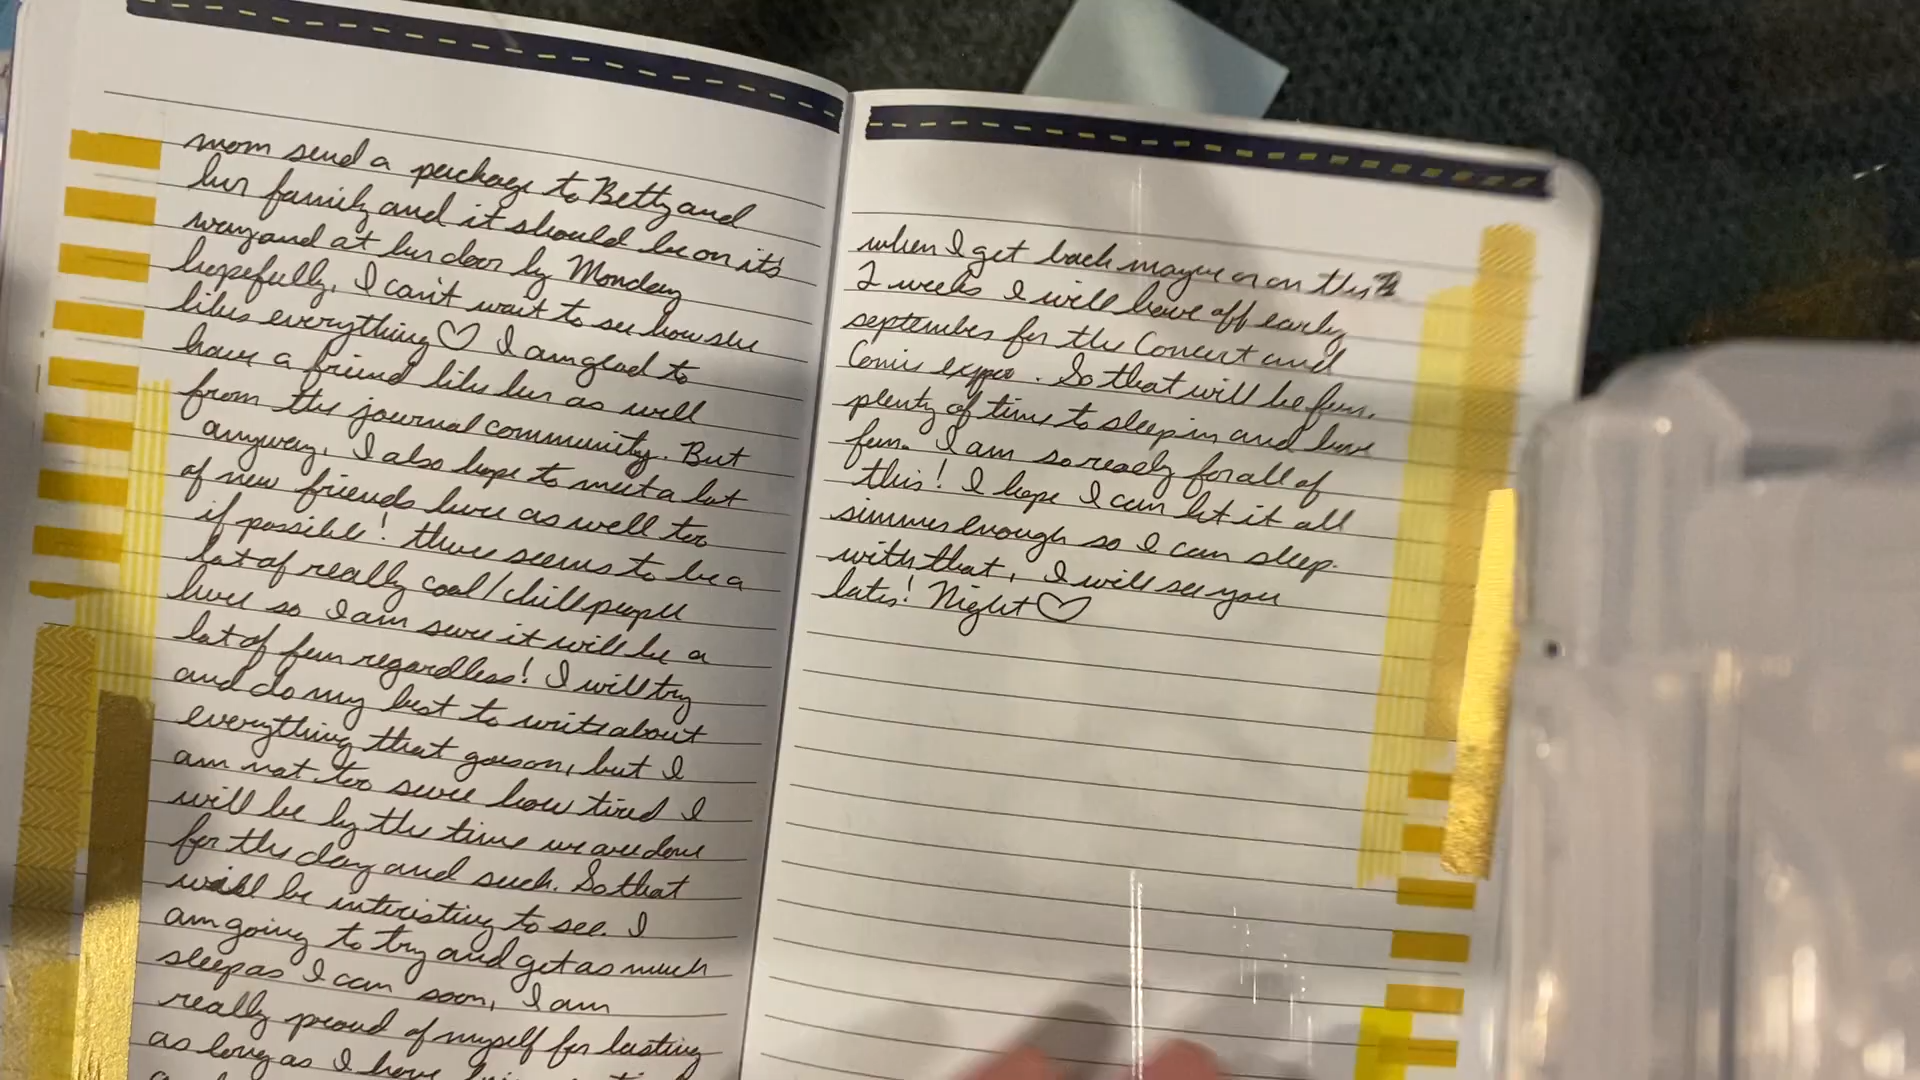 mom send a package to Betty and
her family and it should be on it's
way and at her door by Monday
hopefully, I can't wait to see how she
likes everything♡ I am glad to
have a friend like her as well
from the journal community. But
anyway, I also hope to meet a lot
of new friends here as well too
if possible! there seems to be a
lot of really cool/chill people
here so I am sure it will be a
lot of fun regardless! I will try
and do my best to write about
everything that goes on, but I
am not too sure how tired I
will be by the time we are done
for the day and such. So that
will be interesting to see. I
am going to try and get as much
sleep as I can soon, I am
really proud of myself for lasting
as long as I have
when I get back maybe or on the
2 weeks I will have off early
september for the Concert and
Comic expo. So that will be fun.
plenty of time to sleep in and have
fun. I am so ready for all of
this! I hope I can let it all
simmer enough so I can sleep.
with that, I will see you
later! Night♡